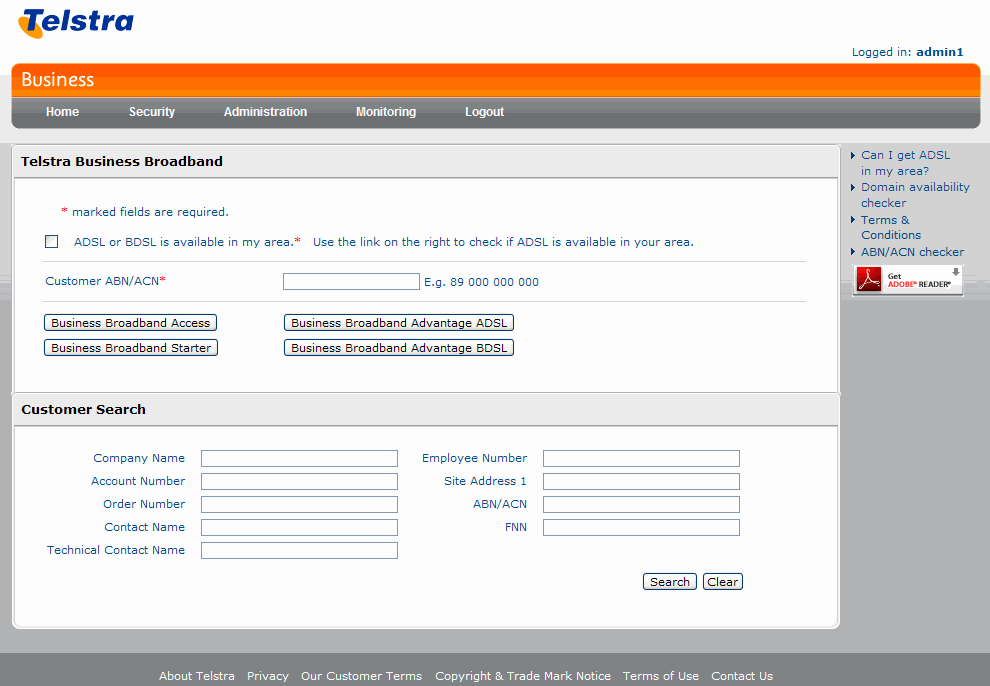 Telstra
Logged in: admin1
Business
Home Security Administration Monitoring Logout
Telstra Business Broadband
* marked fields are required.
ADSL or BDSL is available in my area.* Use the link on the right to check if ADSL is available in your area.
Customer ABN/ACN* E.g. 89 000 000 000
Business Broadband Access Business Broadband Advantage ADSL
Business Broadband Starter Business Broadband Advantage BDSL
Can I get ADSL
in my area?
Domain availability
checker
Terms &
Conditions
ABN/ACN checker
Get
ADOBE® READER®
Customer Search
Company Name Employee Number
Account Number Site Address 1
Order Number ABN/ACN
Contact Name FNN
Technical Contact Name
Search Clear
About Telstra Privacy Our Customer Terms Copyright & Trade Mark Notice Terms of Use Contact Us